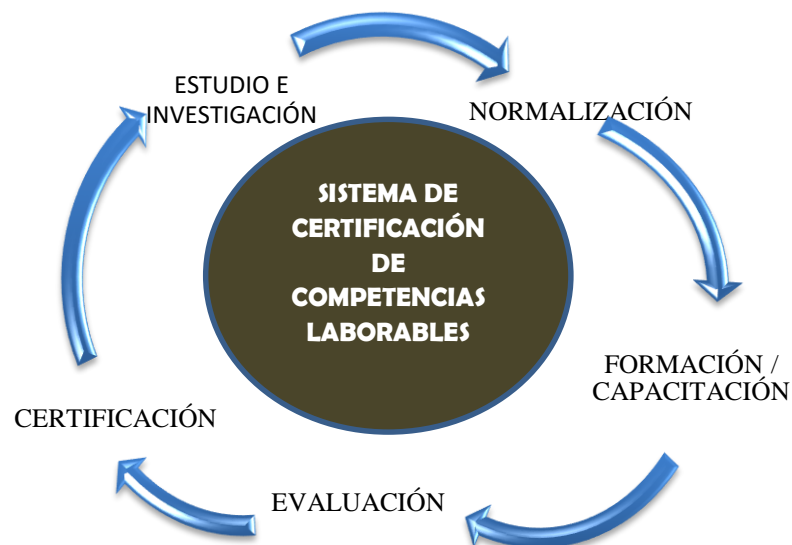 ESTUDIO E
INVESTIGACIÓN
NORMALIZACIÓN
SISTEMA DE
CERTIFICACIÓN
DE
COMPETENCIAS
LABORABLES
FORMACIÓN /
CAPACITACIÓN
EVALUACIÓN
CERTIFICACIÓN